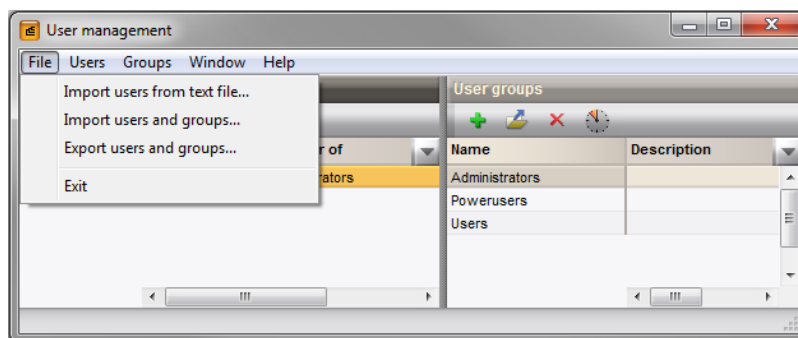 User management
File Users Groups Window Help
Import users from text file...
Import users and groups...
Export users and groups...
Exit
r of
rators
User groups
Name Description
Administrators
Powerusers
Users